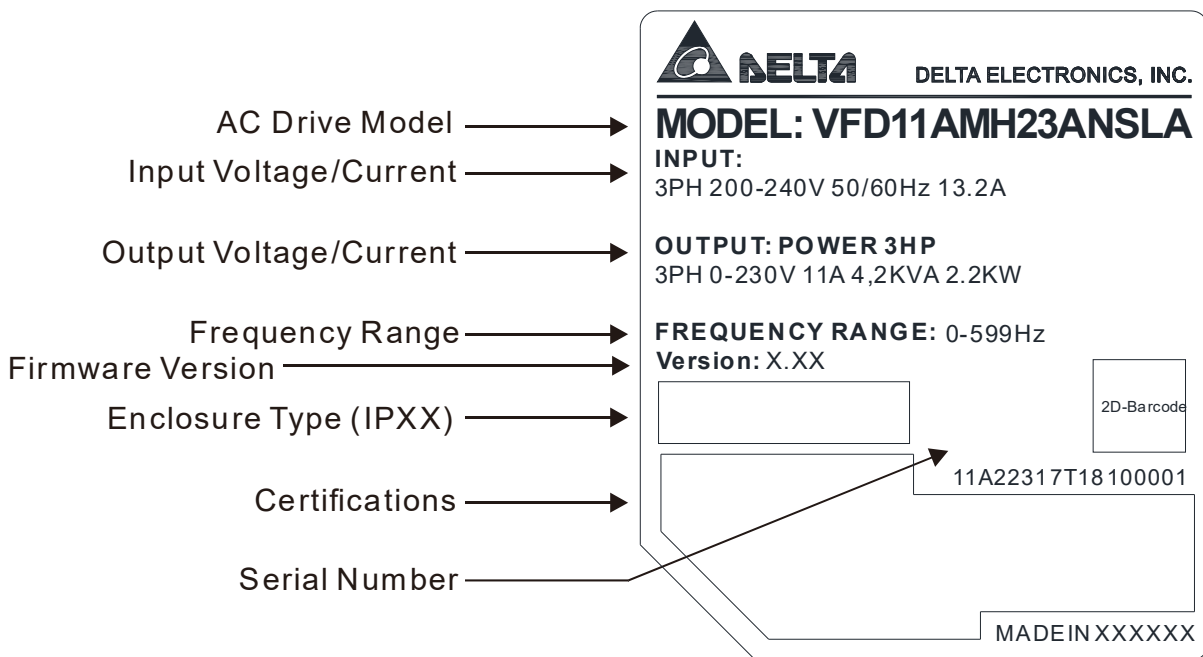 DELTA DELTA ELECTRONICS, INC.
AC Drive Model
MODEL: VFD11AMH23ANSLA
Input Voltage/Current
INPUT:
3PH 200-240V 50/60Hz 13.2A
Output Voltage/Current
OUTPUT: POWER 3HP
3PH 0-230V 11A 4,2KVA 2.2KW
Frequency Range
FREQUENCY RANGE: 0-599Hz
Firmware Version
Version: X.XX
Enclosure Type (IPXX)
2D-Barcode
Certifications
11A22317T18100001
Serial Number
MADE IN XXXXXX